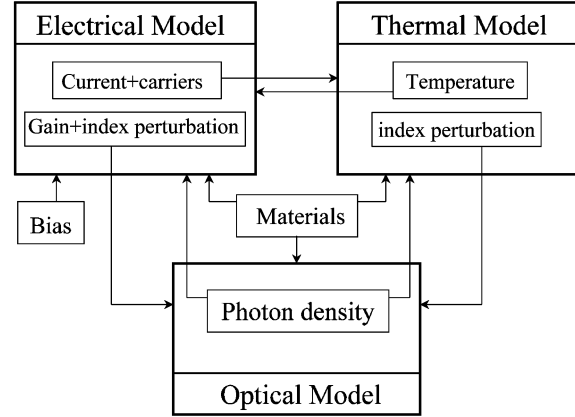 Electrical Model
Thermal Model
Current+carriers
Temperature
Gain+index perturbation
index perturbation
Bias
Materials
Photon density
Optical Model